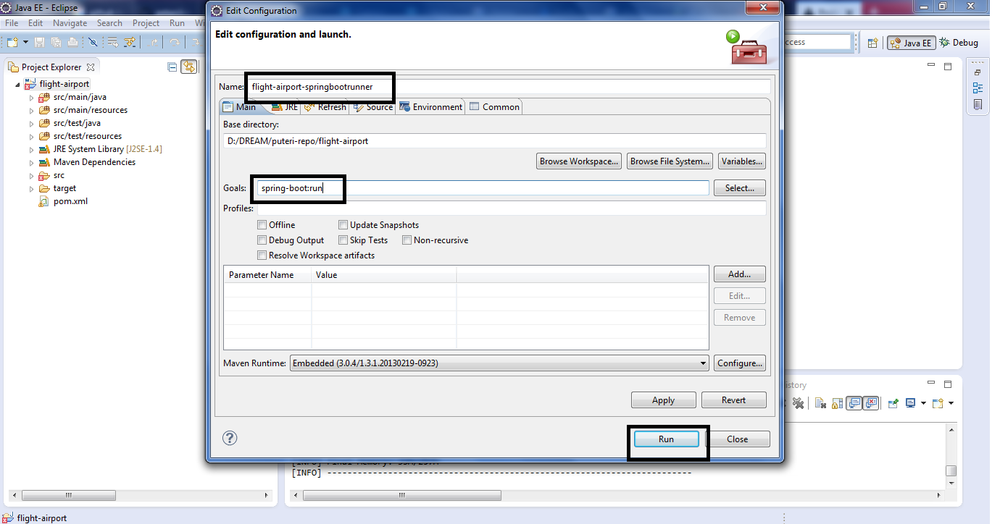 Java EE - Eclipse
File Edit Navigate Search Project Run
Edit Configuration
Edit configuration and launch.
Java EE
Debug
Project Explorer
flight-airport
src/main/java
src/main/resources
src/test/java
src/test/resources
JRE System Library [J2SE-1.4]
Maven Dependencies
src
target
pom.xml
Name: flight-airport-springbootrunner
Main JRE Refresh Source Environment Common
Base directory:
D:/DREAM/puteri-repo/flight-airport
Browse Workspace... Browse File System... Variables...
Goals: spring-boot:run Select...
Profiles:
Offline Update Snapshots
Debug Output Skip Tests Non-recursive
Resolve Workspace artifacts
Parameter Name Value
Add...
Edit...
Remove
Maven Runtime: Embedded (3.0.4/1.3.1.20130219-0923) Configure...
Apply Revert
? Run Close
[INFO] ------------------------------------------------------------------------
flight-airport